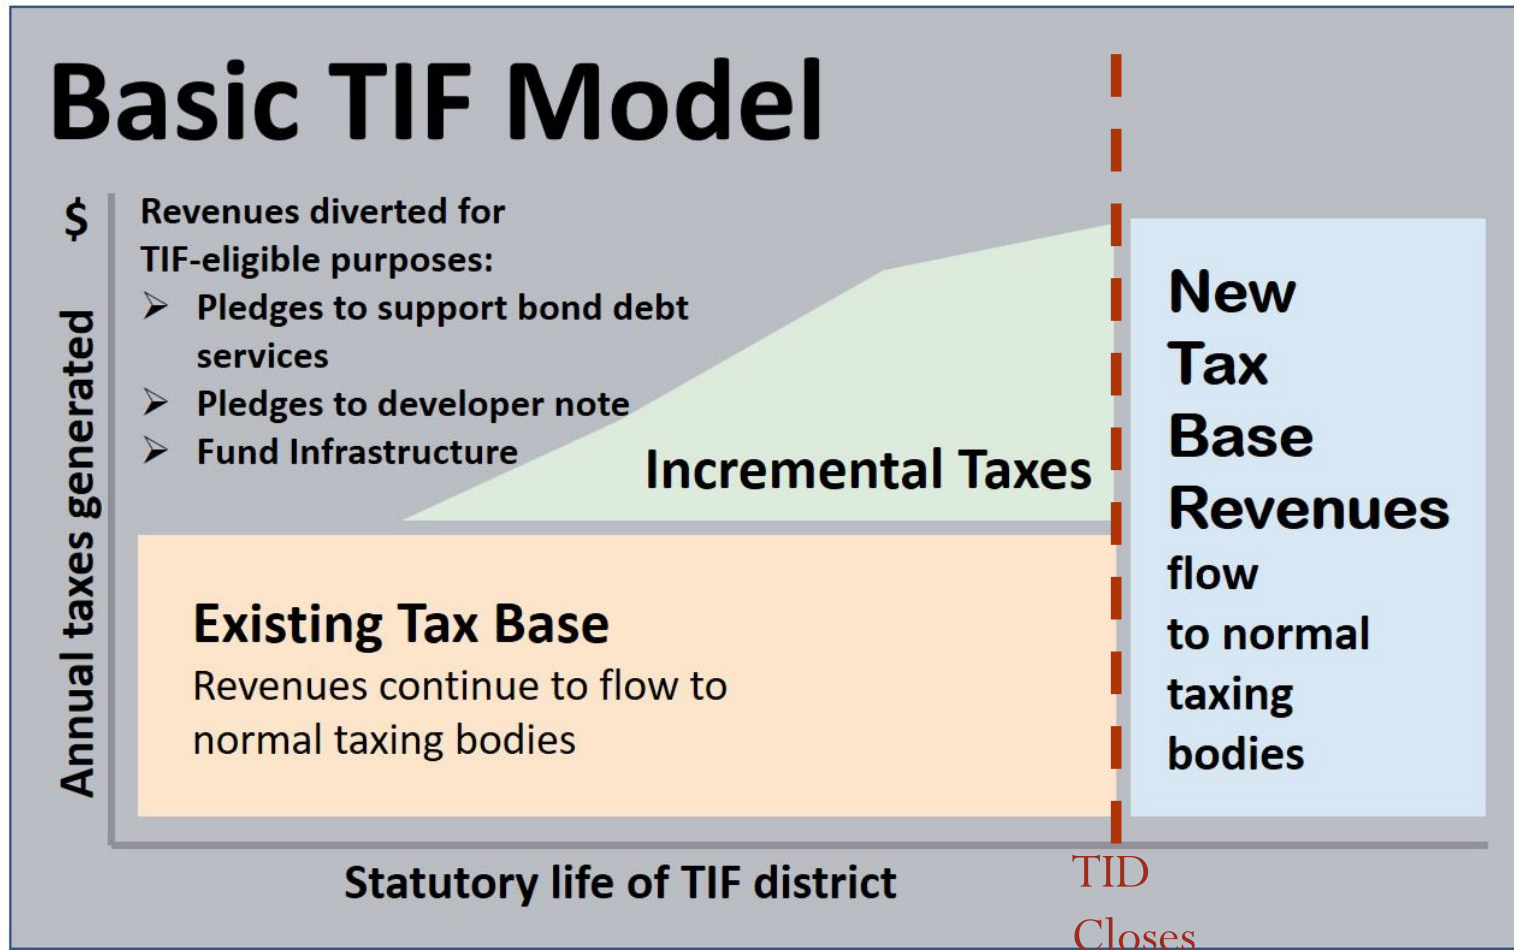 Basic TIF Model
$
Annual taxes generated
Revenues diverted for
TIF-eligible purposes:
➢ Pledges to support bond debt
services
➢ Pledges to developer note
➢ Fund Infrastructure
Incremental Taxes
Existing Tax Base
Revenues continue to flow to
normal taxing bodies
New
Tax
Base
Revenues
flow
to normal
taxing
bodies
Statutory life of TIF district
TID
Closes